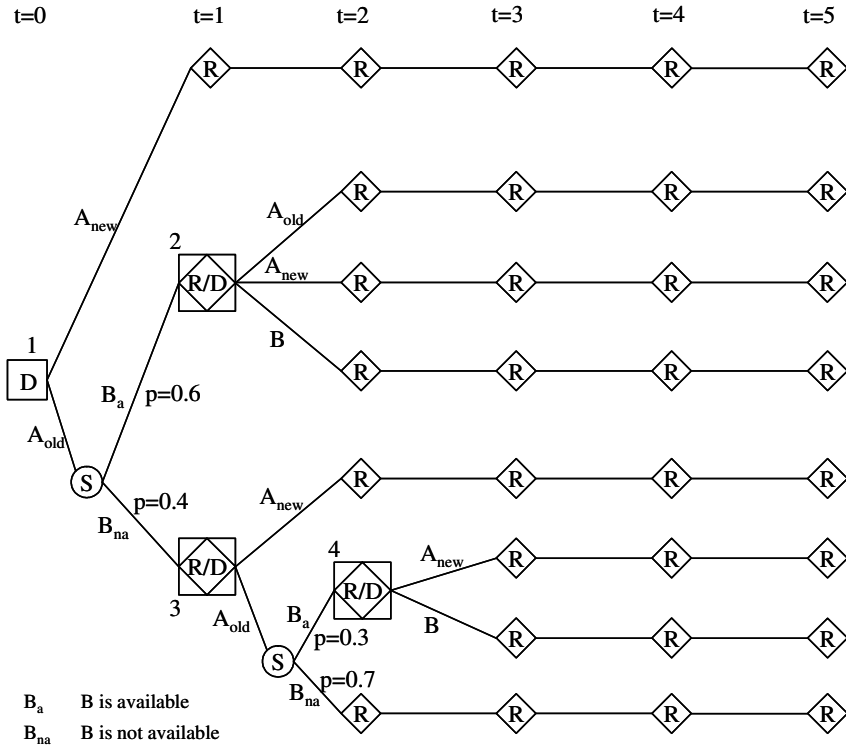 t=0 t=1 t=2 t=3 t=4 t=5
R R R R R
A_old R R R R
A_new
2
R/D A_new R R R R
B
R R R R
1
D
B_a p=0.6
A_old
S
p=0.4
B_na
A_new R R R R
R/D
3
4
A_new R R R
R/D
B_a
A_old B
p=0.3
R R R
S
p=0.7
B_na
R R R R
B_a B is available
B_na B is not available